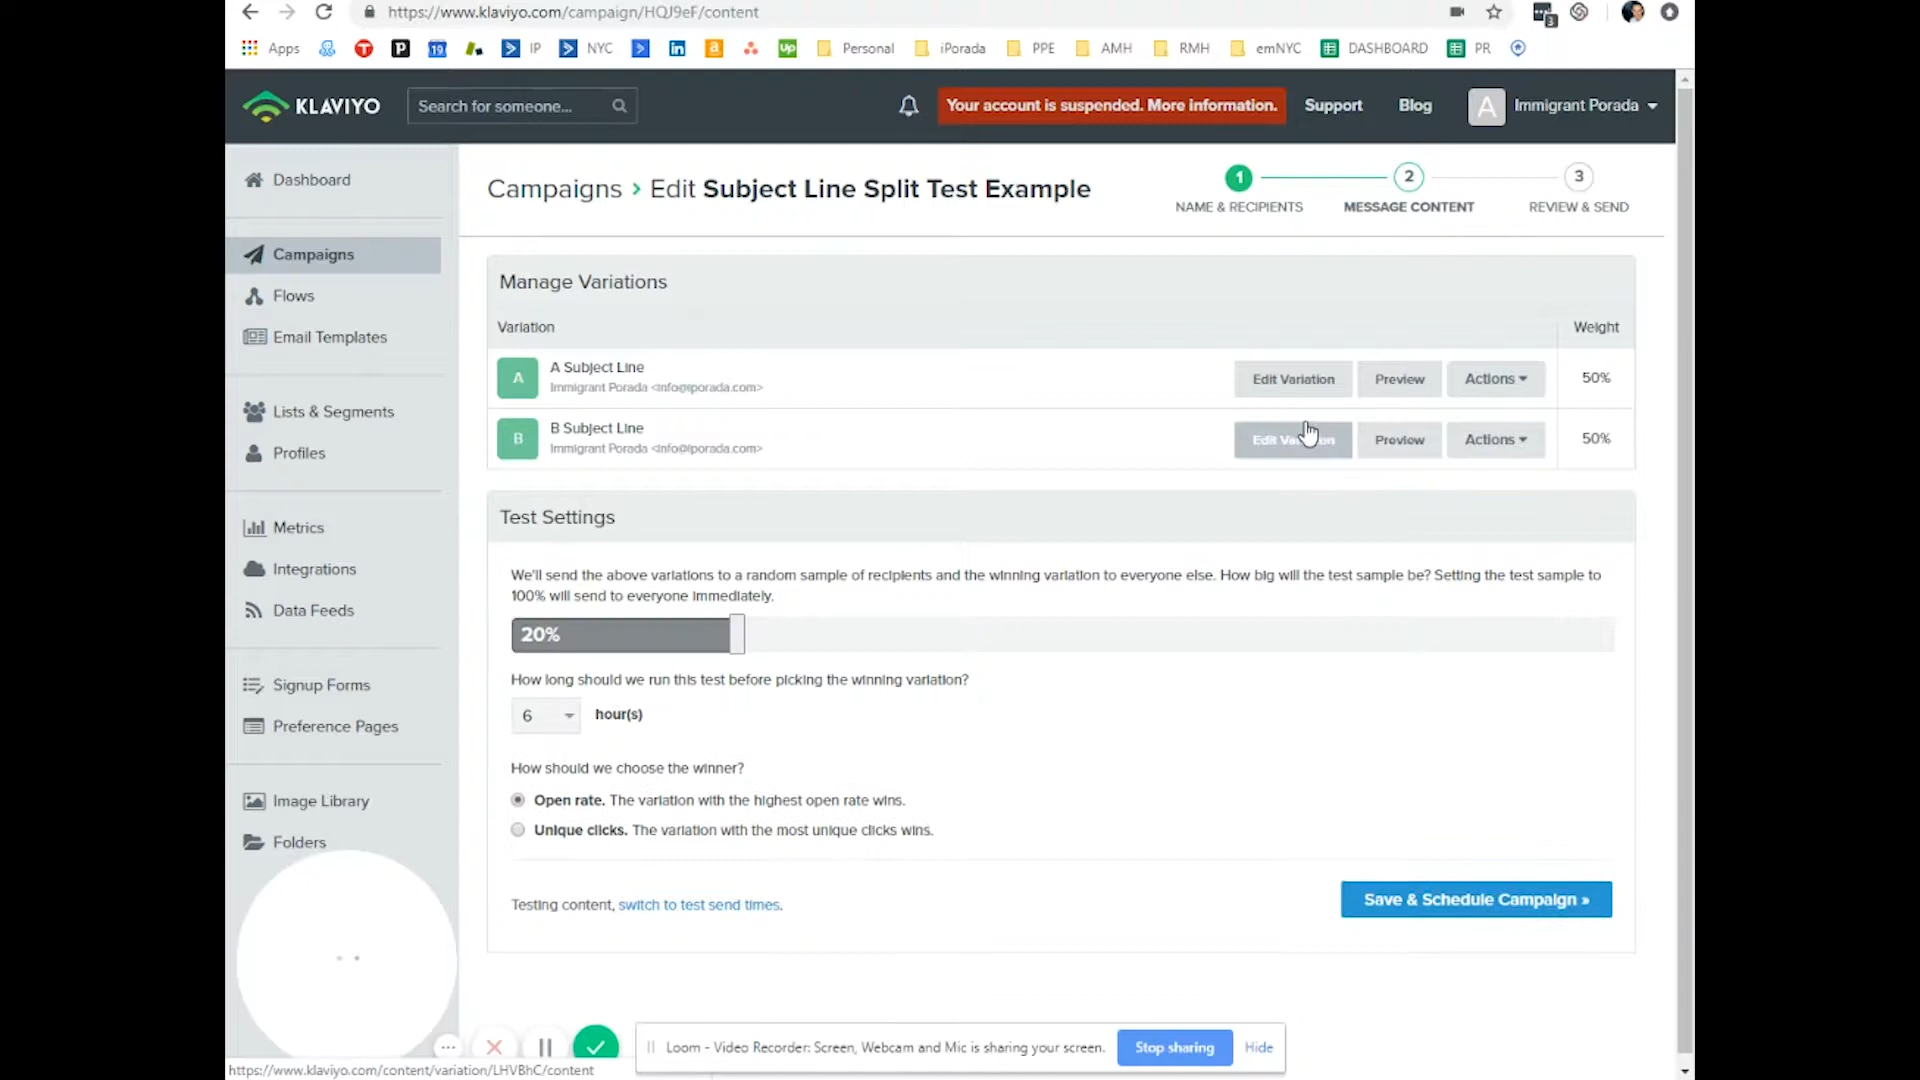 https://www.klaviyo.com/campaign/HQJ9eF/content
3
Apps
19
IP
NYC
in
a
up
Personal
iPorada
PPE
AMH
RMH
emNYC
DASHBOARD
PR
KLAVIYO
Search for someone...
Your account is suspended. More information.
Support
Blog
A
Immigrant Porada
Dashboard
Campaigns
Flows
Email Templates
Lists & Segments
Profiles
Metrics
Integrations
Data Feeds
Signup Forms
Preference Pages
Image Library
Folders
Campaigns › Edit Subject Line Split Test Example
1
2
3
NAME & RECIPIENTS
MESSAGE CONTENT
REVIEW & SEND
Manage Variations
Variation
Weight
A
A Subject Line
Immigrant Porada <info@iporada.com>
Edit Variation
Preview
Actions
50%
B
B Subject Line
Immigrant Porada <info@iporada.com>
Edit Variation
Preview
Actions
50%
Test Settings
We'll send the above variations to a random sample of recipients and the winning variation to everyone else. How big will the test sample be? Setting the test sample to
100% will send to everyone immediately.
20%
How long should we run this test before picking the winning variation?
6
hour(s)
How should we choose the winner?
Open rate. The variation with the highest open rate wins.
Unique clicks. The variation with the most unique clicks wins.
Testing content, switch to test send times.
Save & Schedule Campaign »
Loom - Video Recorder: Screen, Webcam and Mic is sharing your screen.
Stop sharing
Hide
https://www.klaviyo.com/content/variation/LHVBhC/content